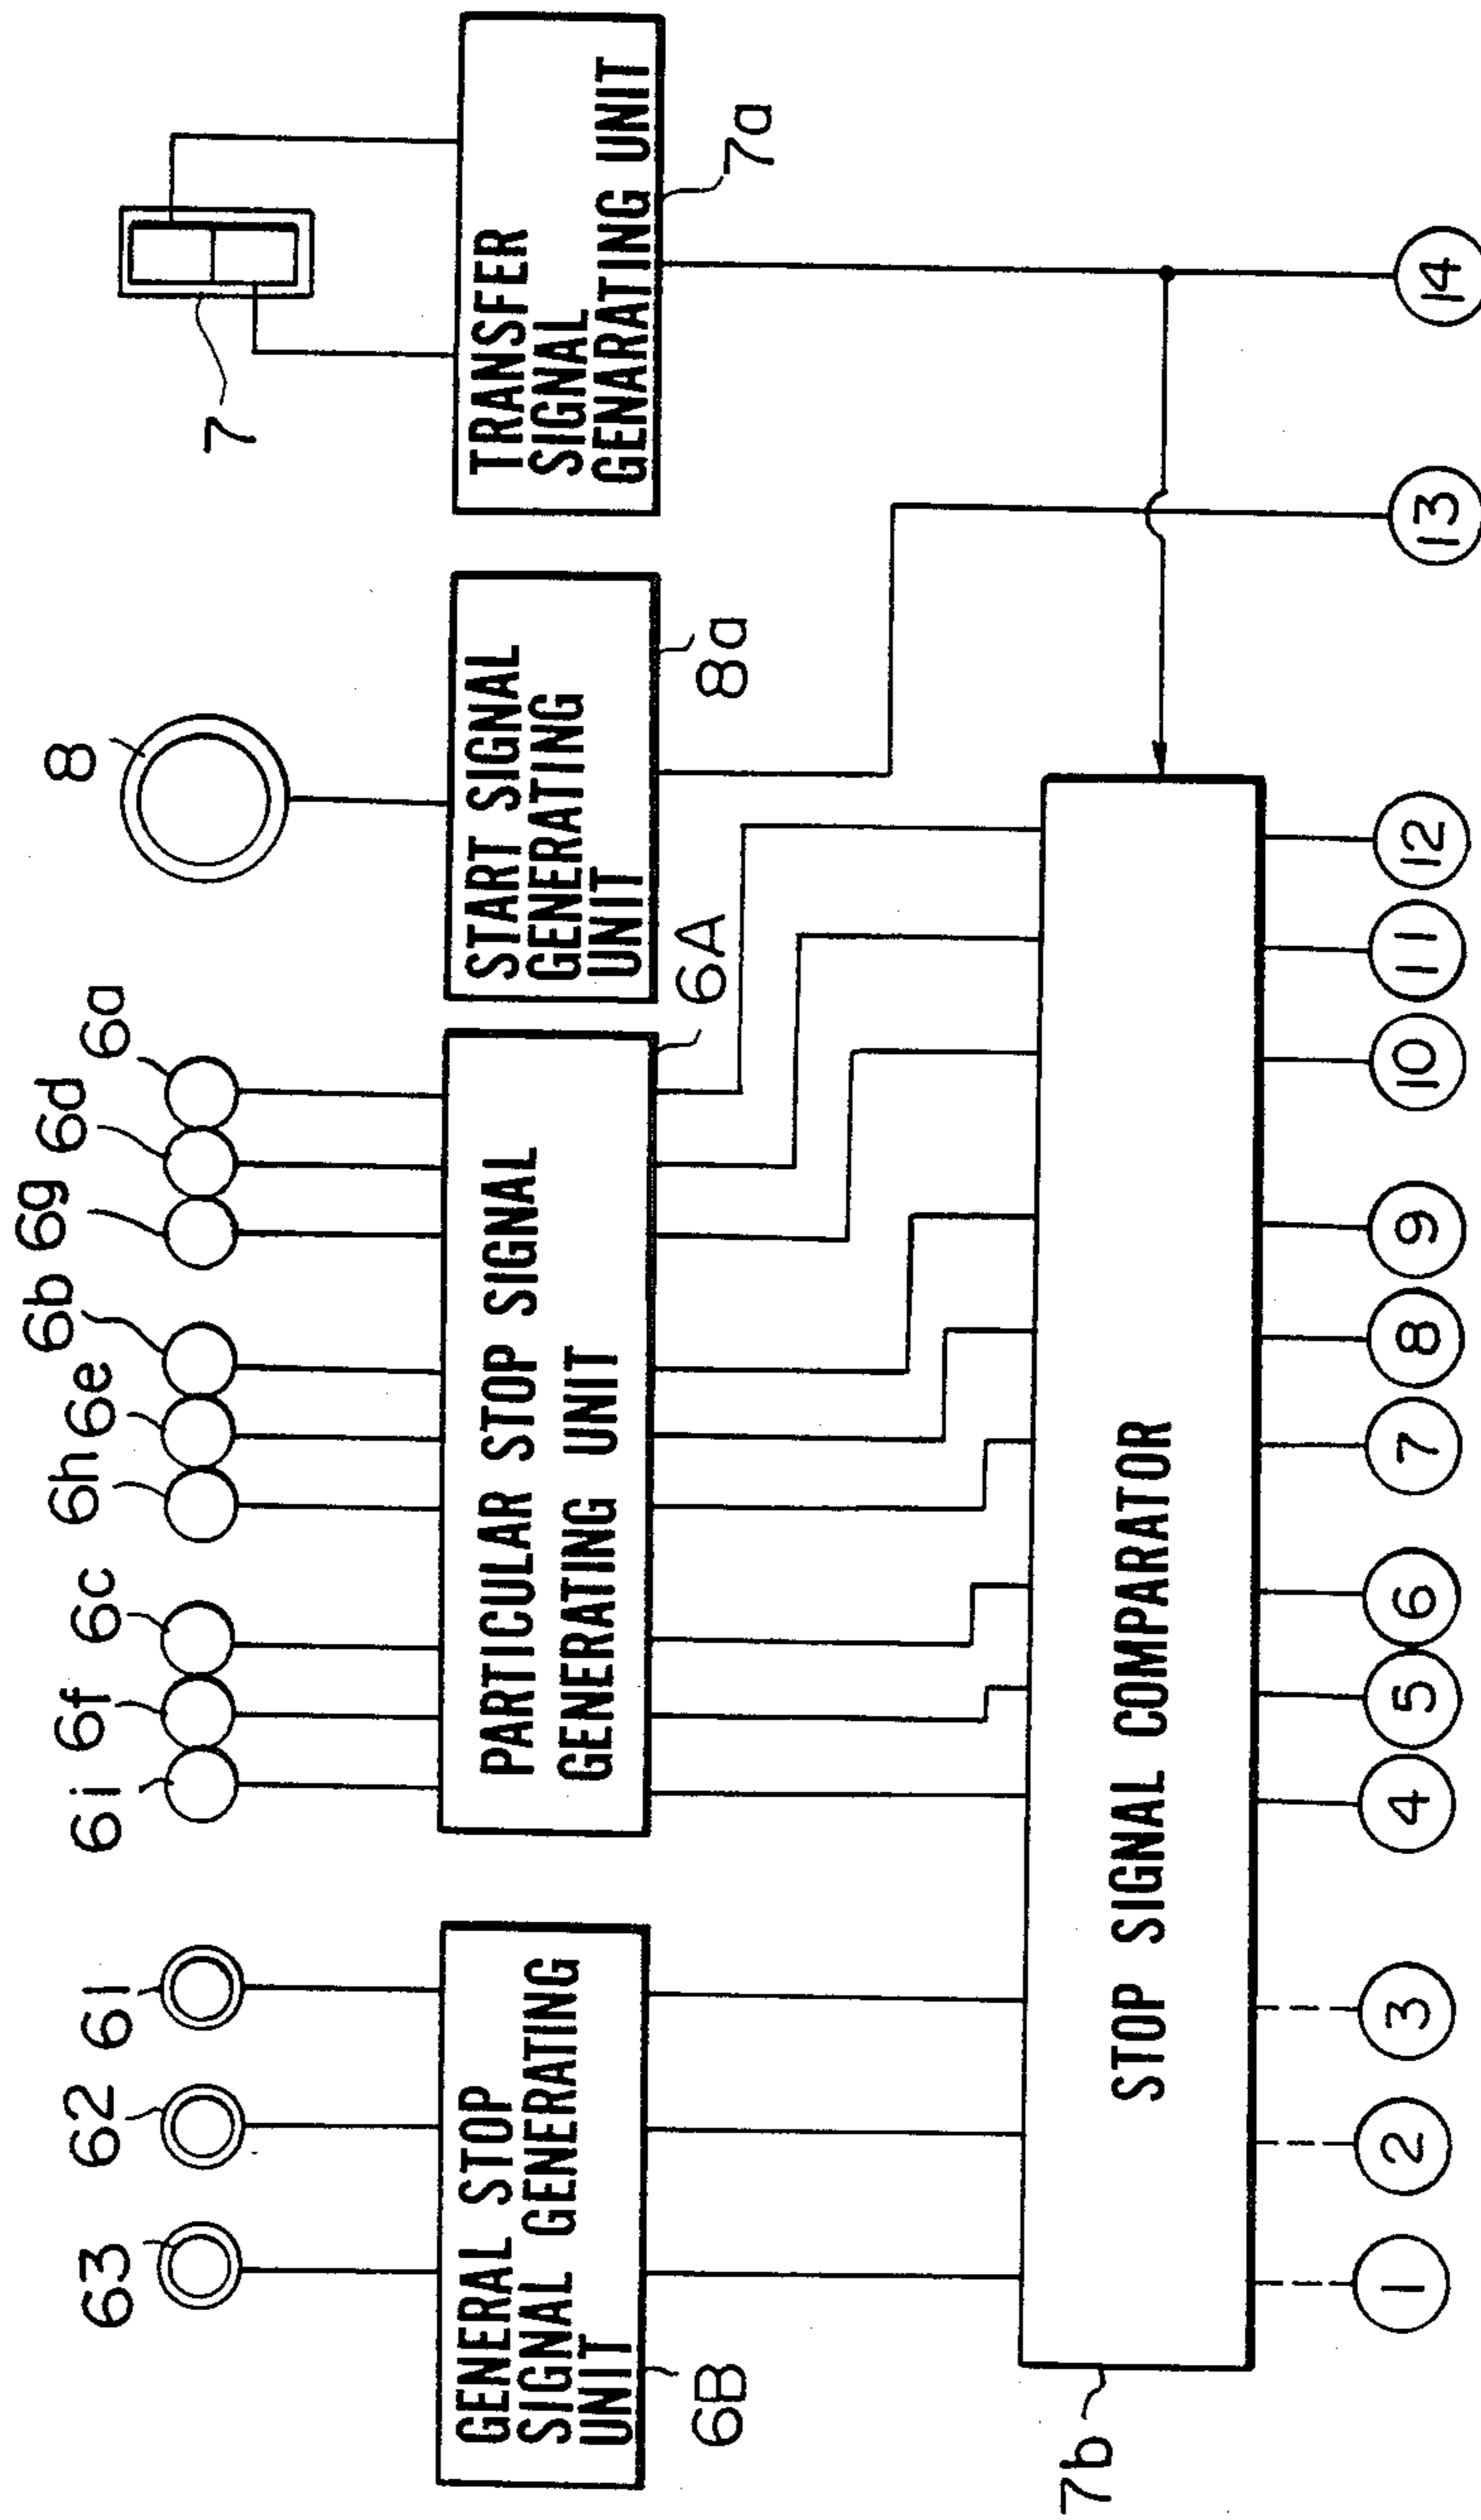 63
62
61
6i
6f
6c
6h
6e
6b
6g
6d
6a
8
7
GENERAL STOP
SIGNAL GENERATING
UNIT
6B
PARTICULAR STOP SIGNAL
GENERATING UNIT
6A
START SIGNAL
GENERATING
UNIT
8a
TRANSFER
SIGNAL
GENARATING UNIT
7a
STOP SIGNAL COMPARATOR
7b
1
2
3
4
5
6
7
8
9
10
11
12
13
14